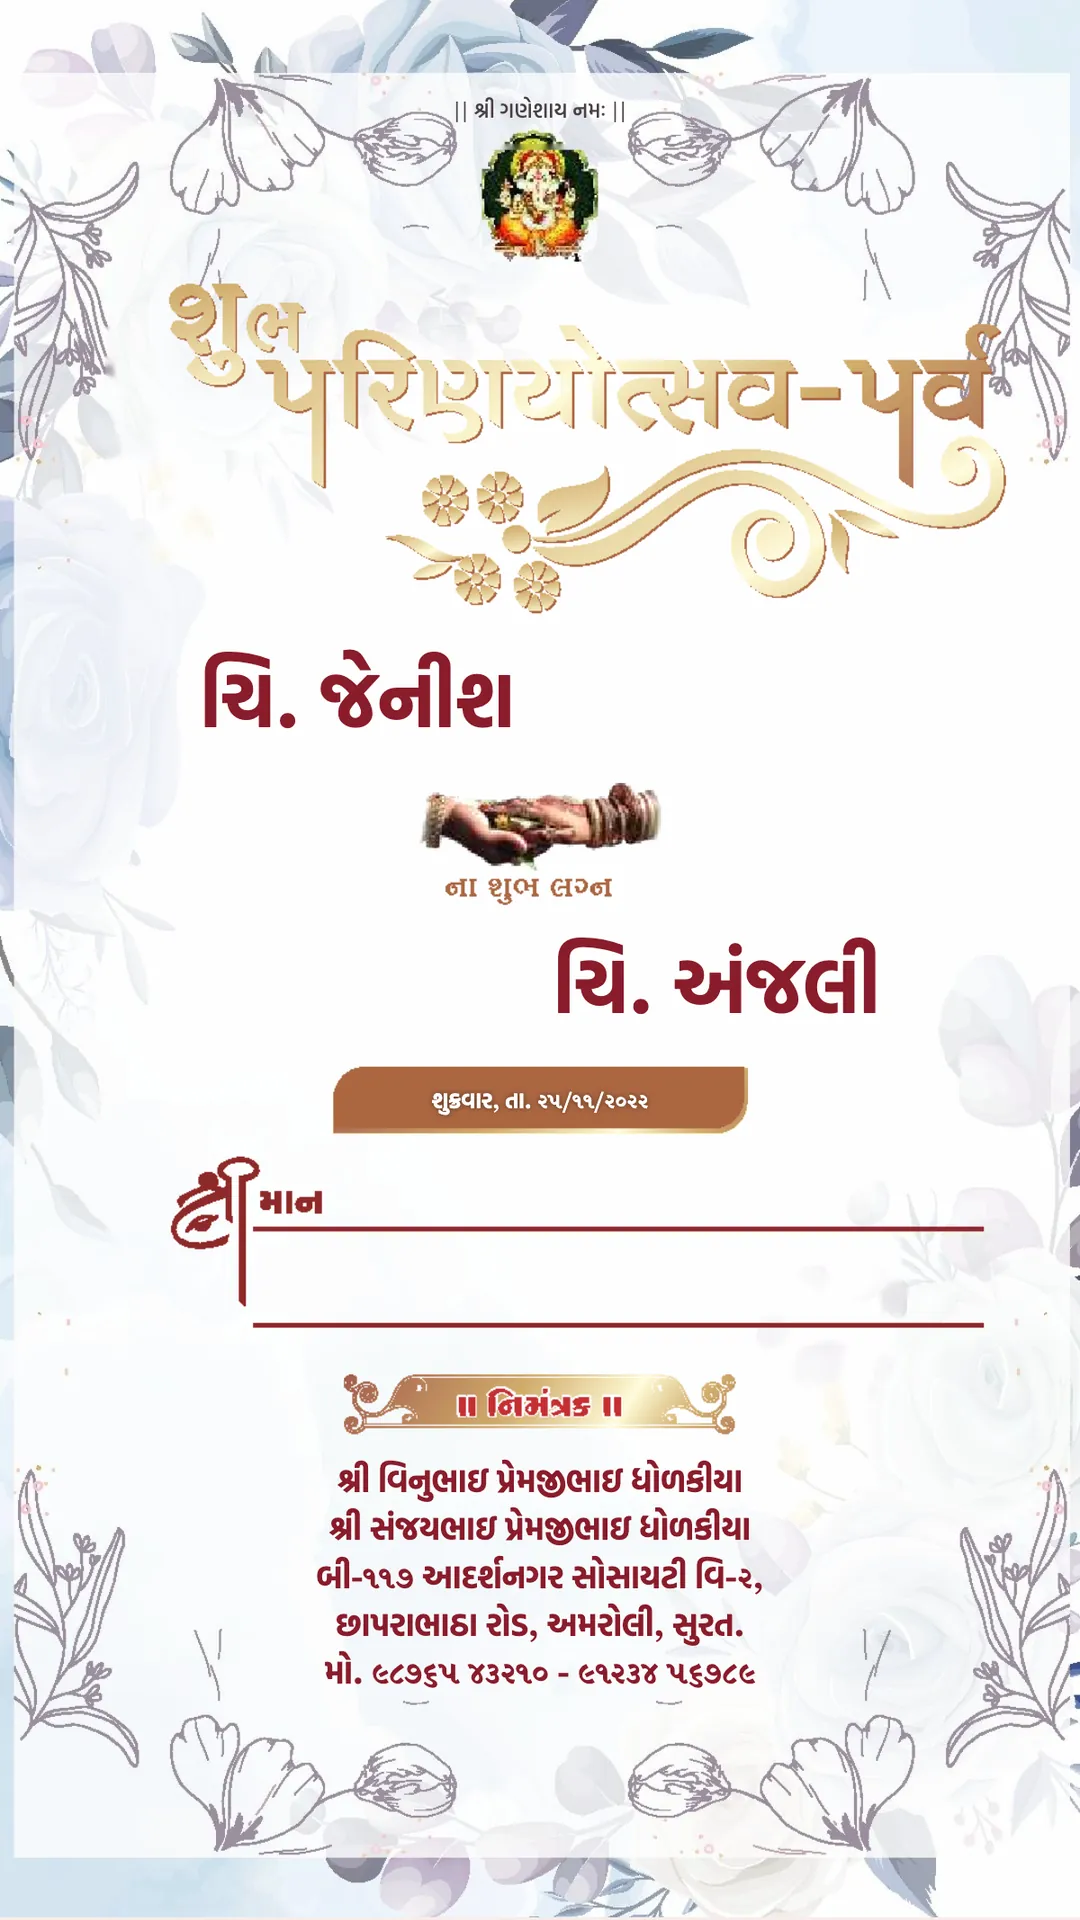 || શ્રી ગણેશાય નમઃ ||
શુભ
પરિણયોત્સવ-પર્વ
ચિ. જેનીશ
ના શુભ લગ્ન
ચિ. અંજલી
શુક્રવાર, તા. ૨૫/૧૧/૨૦૨૨
શ્રીમાન
॥ નિમંત્રક ॥
શ્રી વિનુભાઇ પ્રેમજીભાઇ ધોળકીયા
શ્રી સંજયભાઇ પ્રેમજીભાઇ ધોળકીયા
બી-૧૧૭ આદર્શનગર સોસાયટી વિ-૨,
છાપરાભાઠા રોડ, અમરોલી, સુરત.
મો. ૯૮૭૬૫ ૪૩૨૧૦ - ૯૧૨૩૪ ૫૬૭૮૯